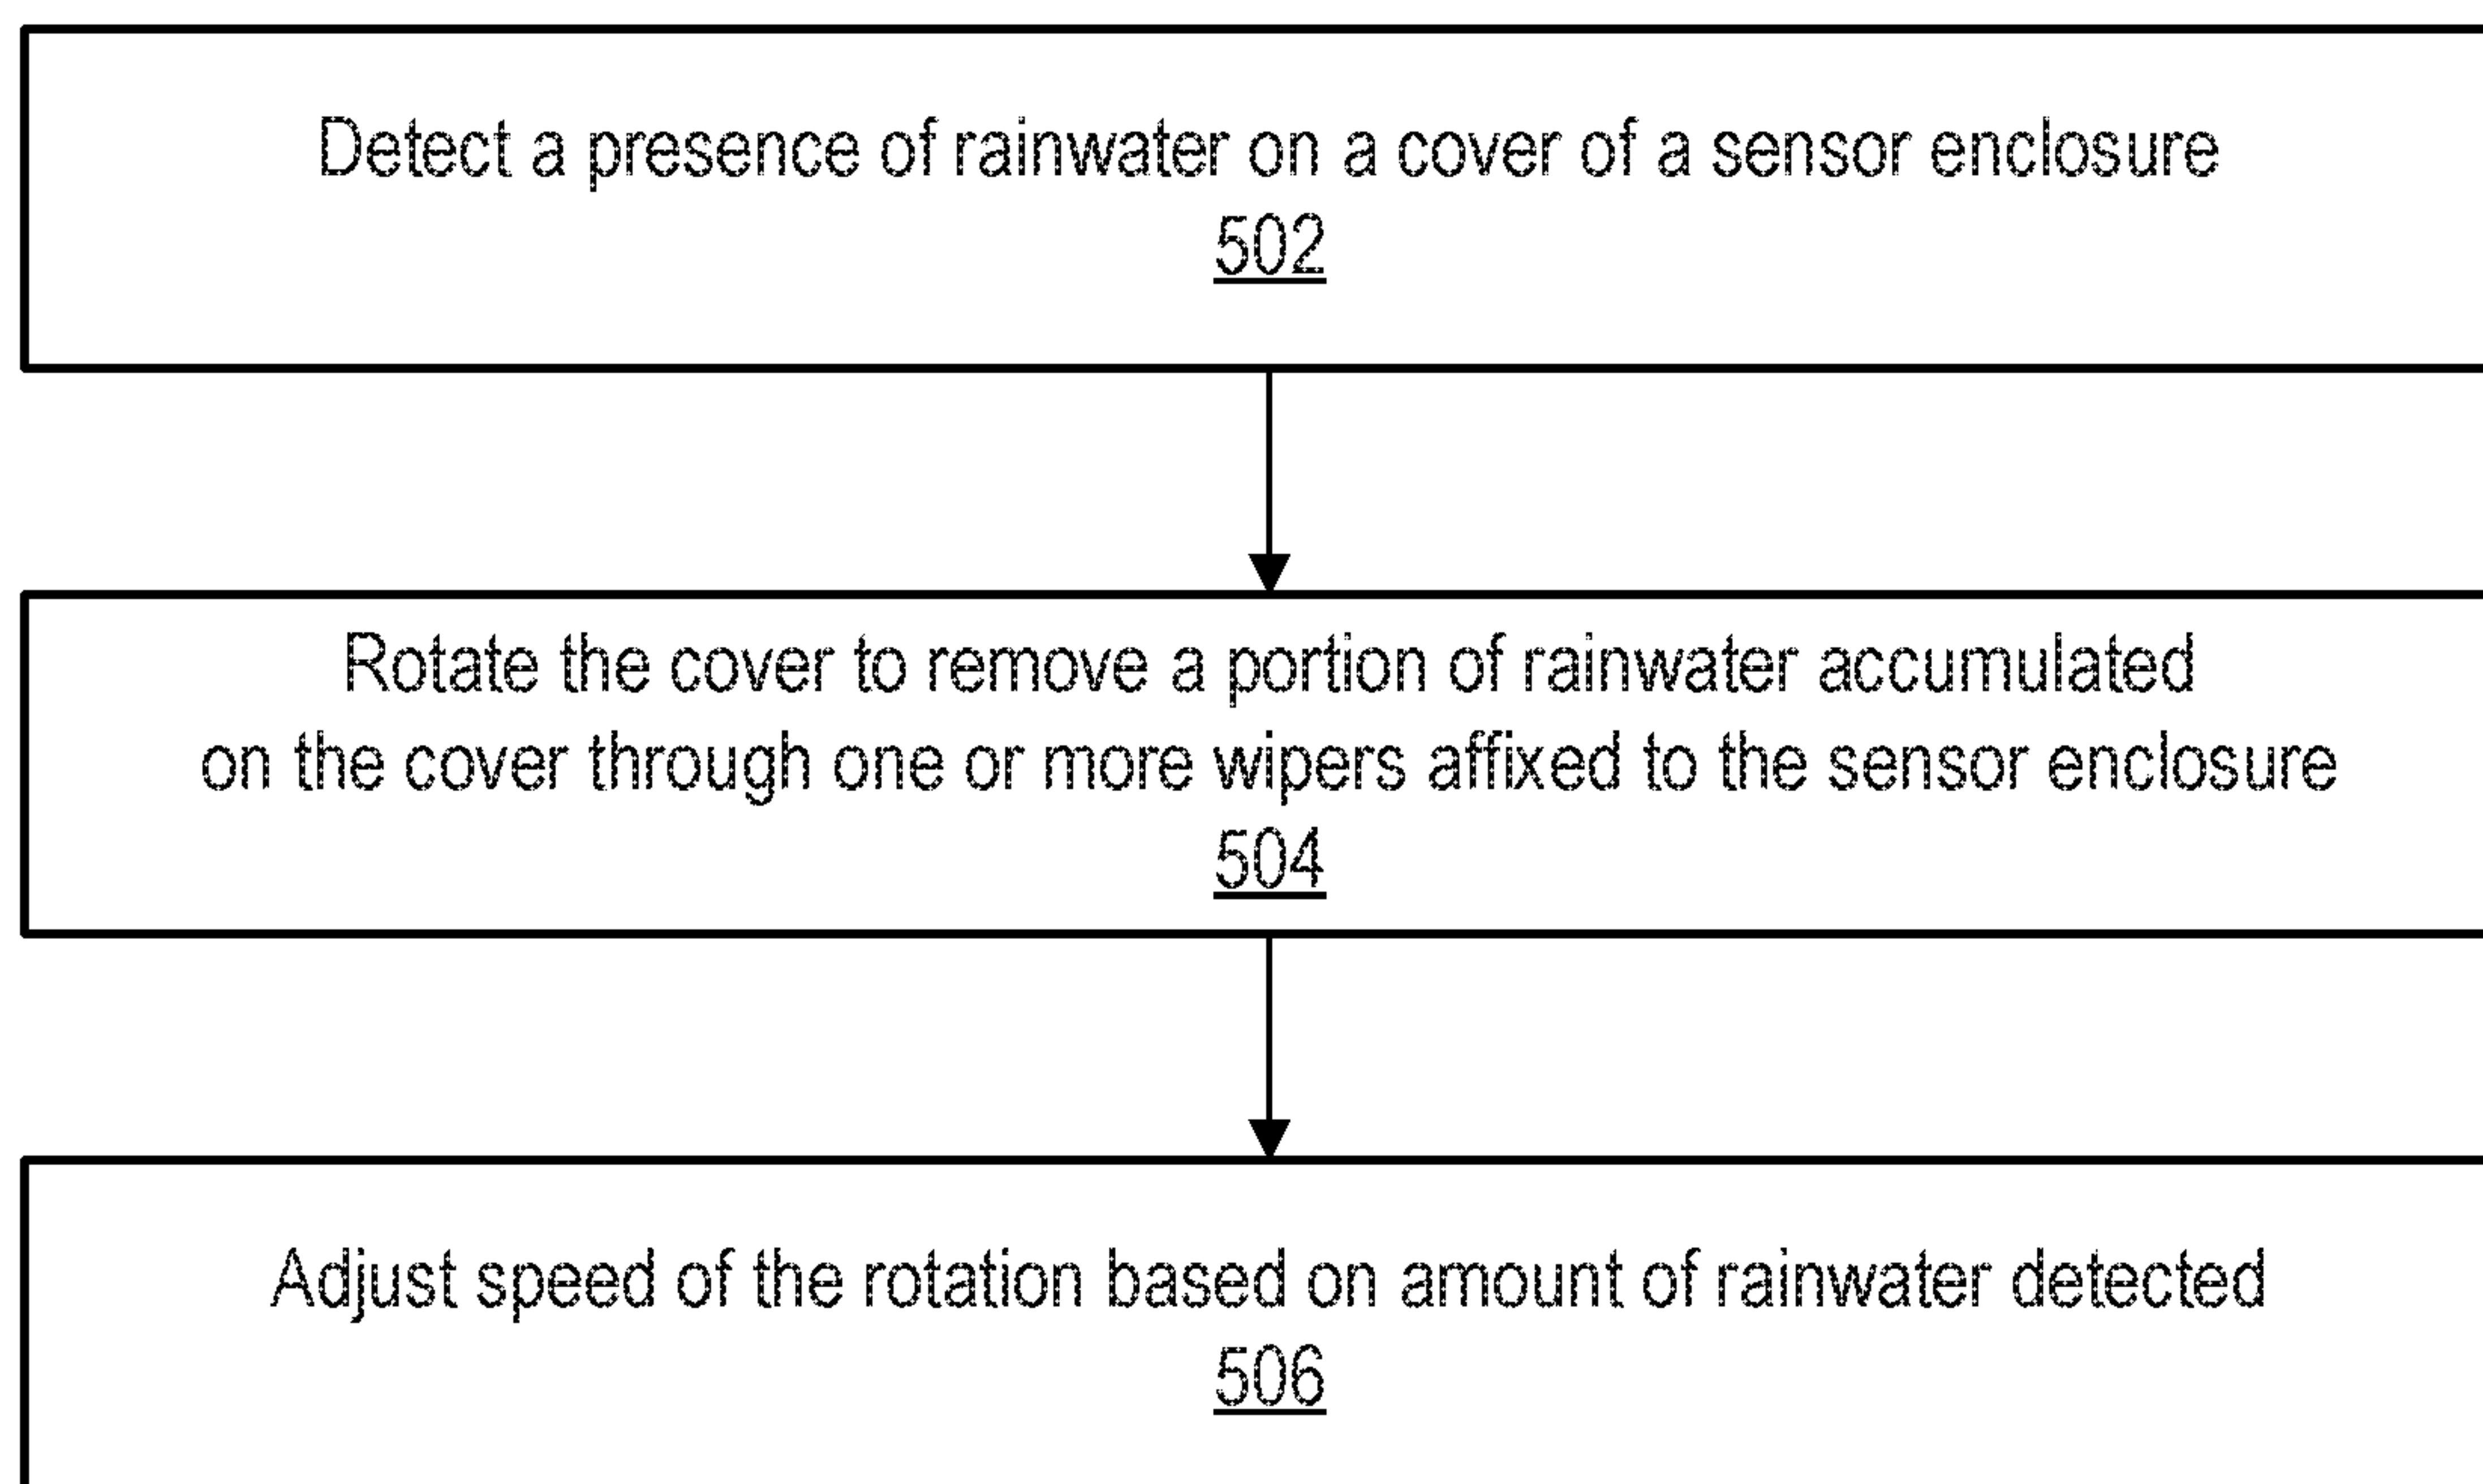 Detect a presence of rainwater on a cover of a sensor enclosure
502
Rotate the cover to remove a portion of rainwater accumulated
on the cover through one or more wipers affixed to the sensor enclosure
504
Adjust speed of the rotation based on amount of rainwater detected
506